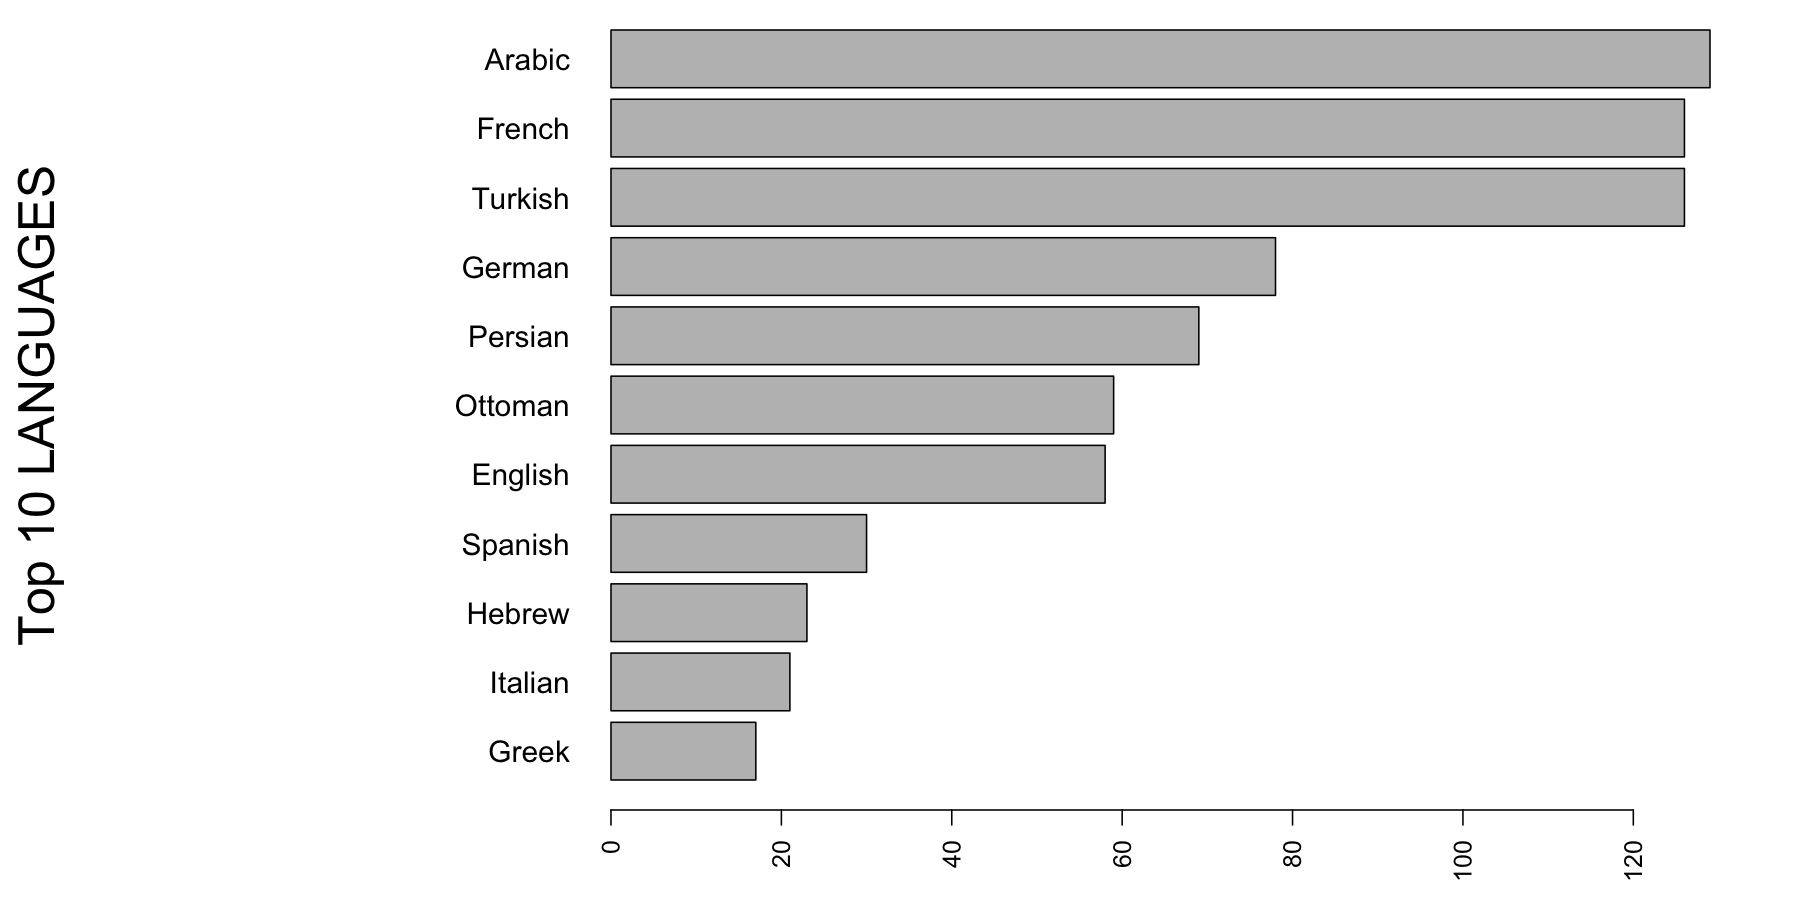 Top 10 LANGUAGES
Arabic
French
Turkish
German
Persian
Ottoman
English
Spanish
Hebrew
Italian
Greek
0 20 40 60 80 100 120